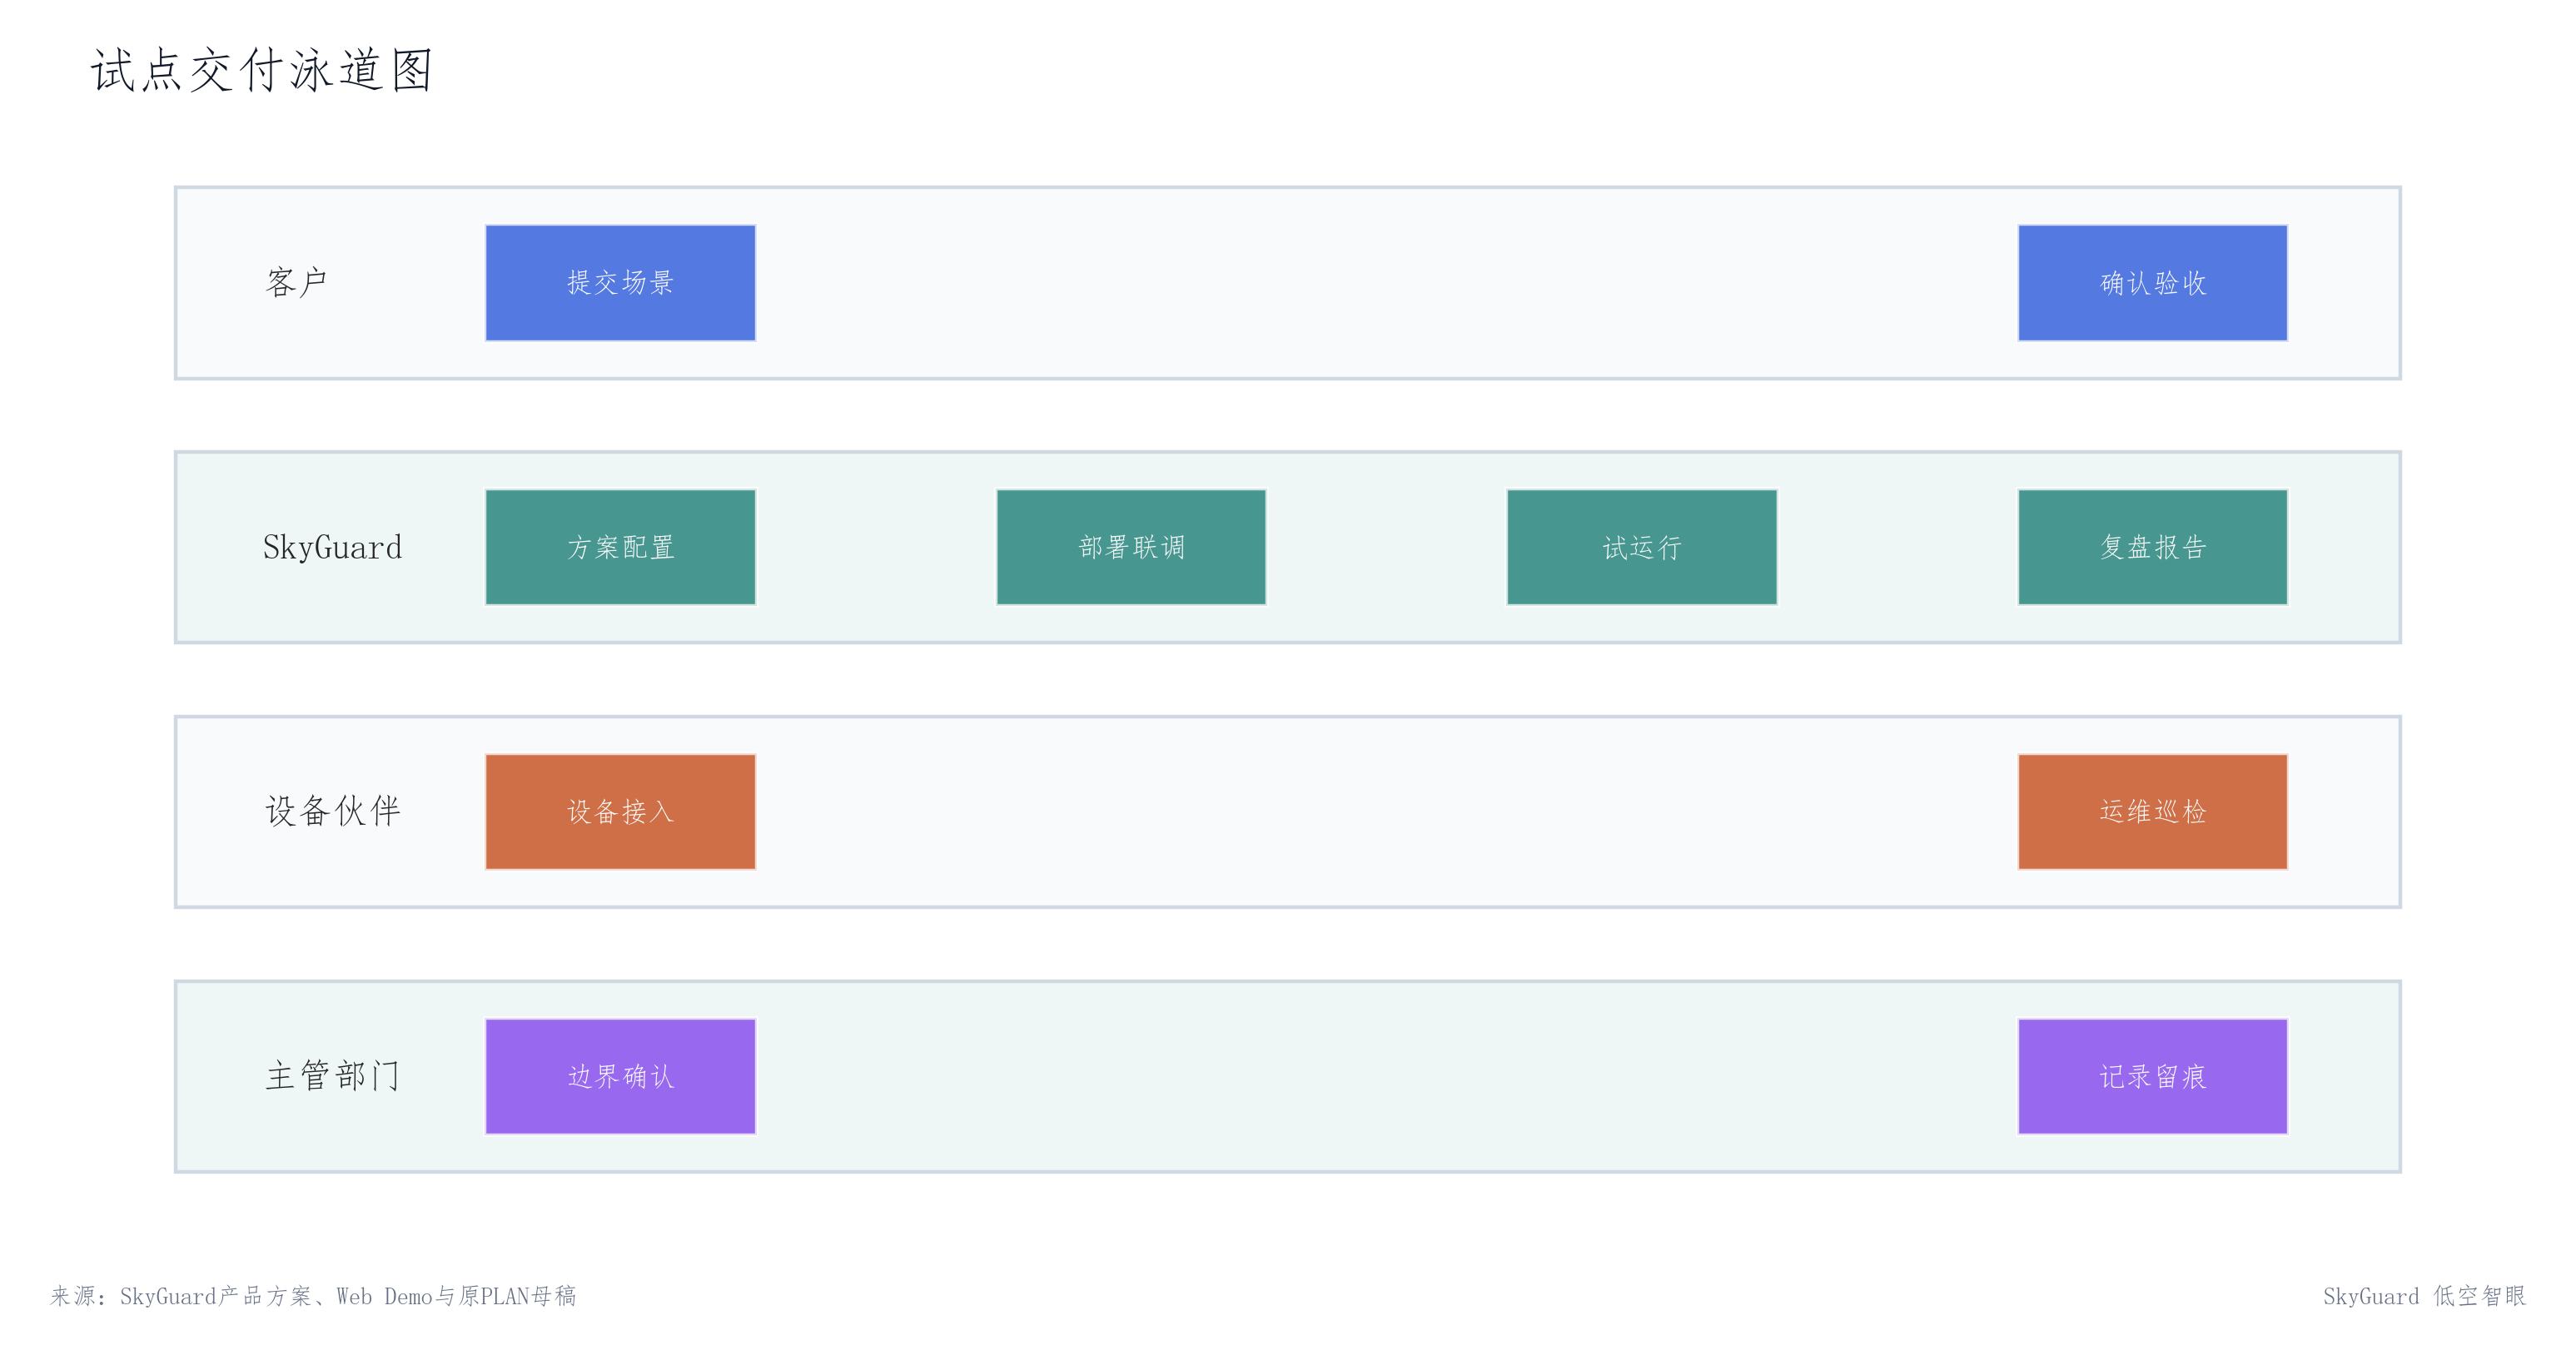 试点交付泳道图
客户
提交场景
确认验收
SkyGuard
方案配置
部署联调
试运行
复盘报告
设备伙伴
设备接入
运维巡检
主管部门
边界确认
记录留痕
来源：SkyGuard产品方案、Web Demo与原PLAN母稿
SkyGuard 低空智眼